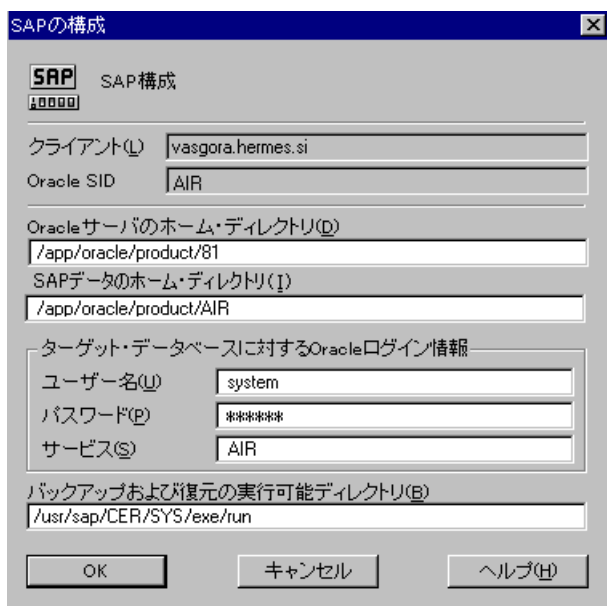 SAPの構成
SAP SAP構成
クライアント(L) vasgora.hermes.si
Oracle SID AIR
Oracleサーバのホーム・ディレクトリ(D)
/app/oracle/product/81
SAPデータのホーム・ディレクトリ(I)
/app/oracle/product/AIR
ターゲット・データベースに対するOracleログイン情報
ユーザー名(U) system
パスワード(P) ******
サービス(S) AIR
バックアップおよび復元の実行可能ディレクトリ(B)
/usr/sap/CER/SYS/exe/run
OK キャンセル ヘルプ(H)